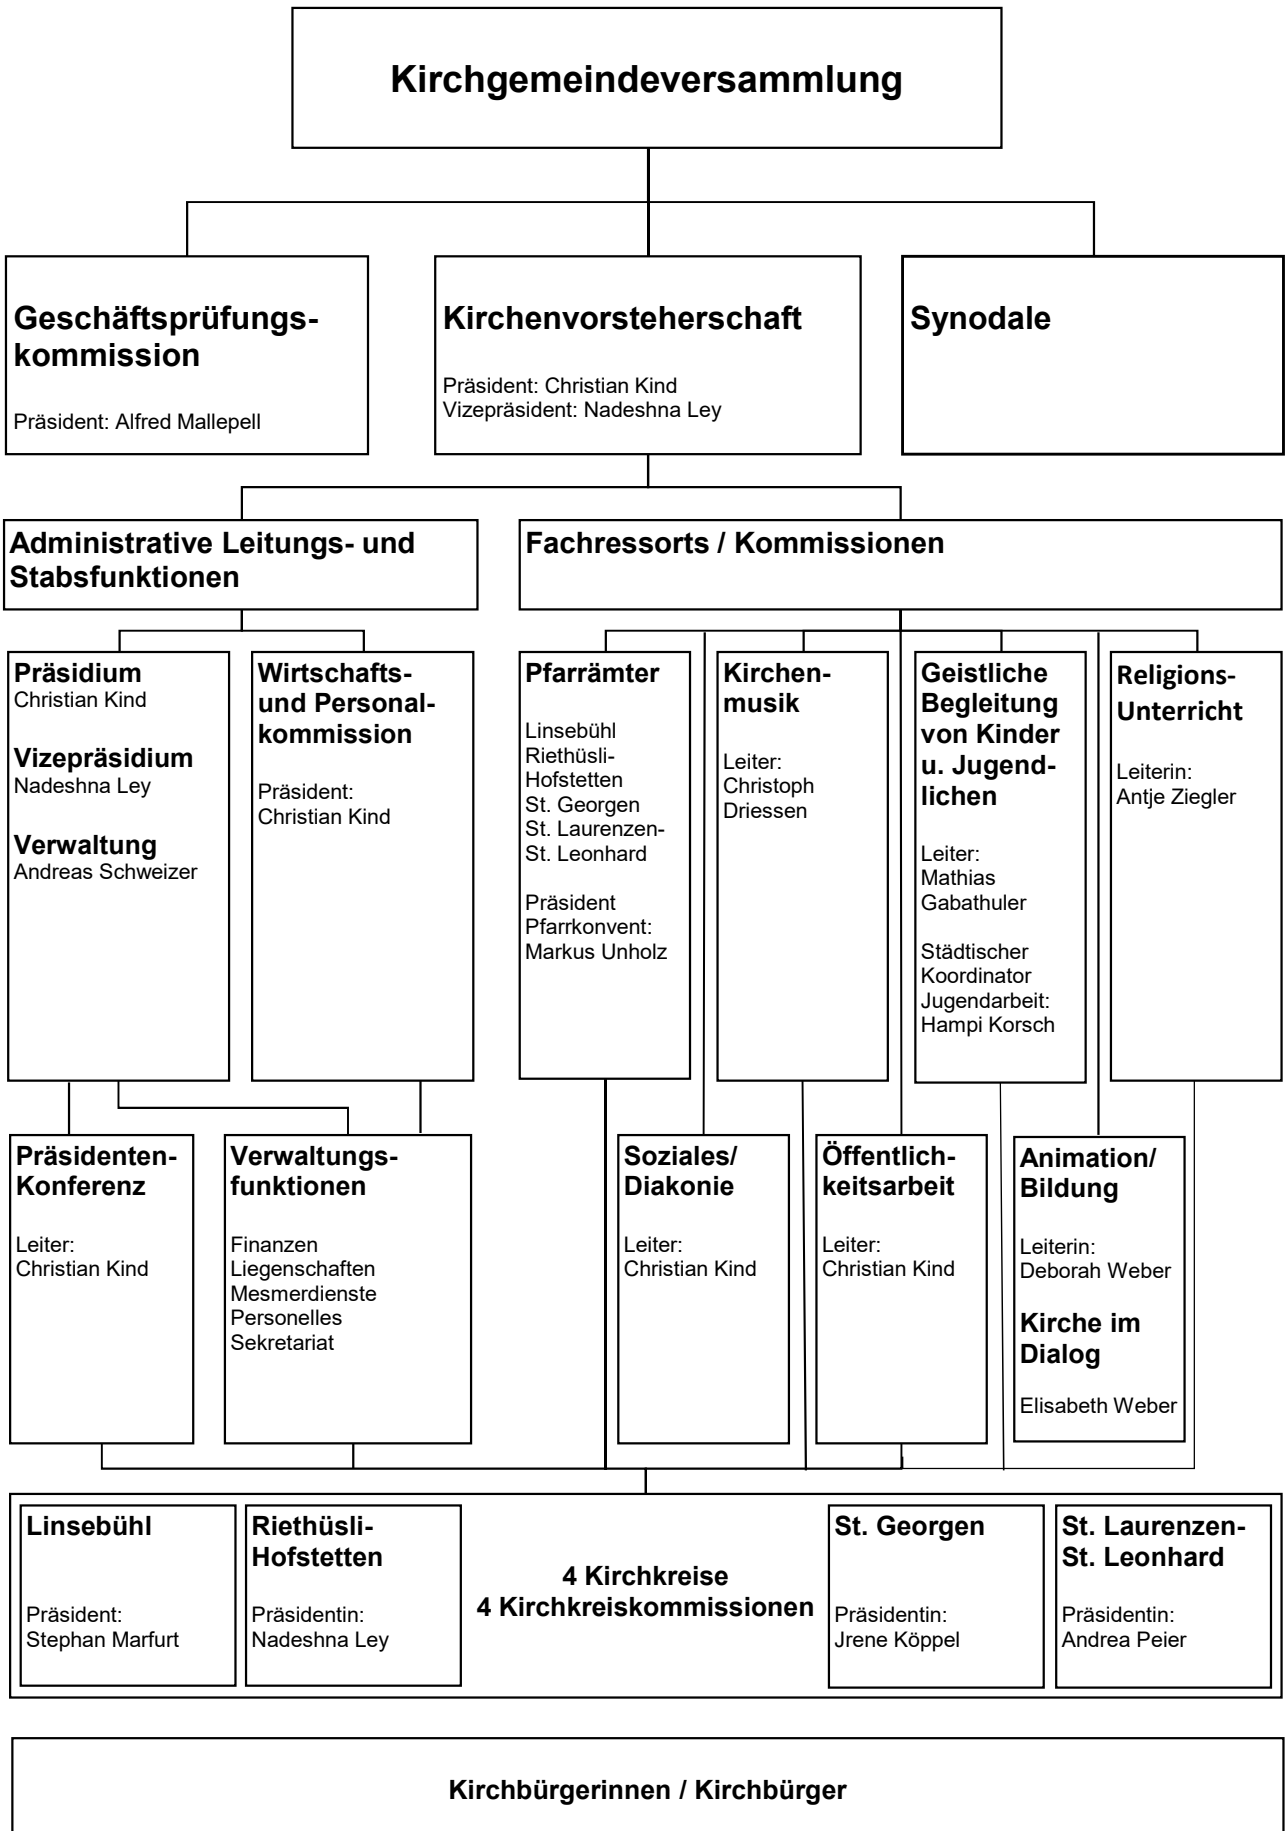 Kirchgemeindeversammlung
Geschäftsprüfungs-
kommission
Präsident: Alfred Mallepell
Kirchenvorsteherschaft
Präsident: Christian Kind
Vizepräsident: Nadeshna Ley
Synodale
Administrative Leitungs- und
Stabsfunktionen
Fachressorts / Kommissionen
Präsidium
Christian Kind
Vizepräsidium
Nadeshna Ley
Verwaltung
Andreas Schweizer
Wirtschafts-
und Personal-
kommission
Präsident:
Christian Kind
Pfarrämter
Linsebühl
Riethüsli-
Hofstetten
St. Georgen
St. Laurenzen-
St. Leonhard
Präsident
Pfarrkonvent:
Markus Unholz
Kirchen-
musik
Leiter:
Christoph
Driessen
Geistliche
Begleitung
von Kinder
u. Jugend-
lichen
Leiter:
Mathias
Gabathuler
Städtischer
Koordinator
Jugendarbeit:
Hampi Korsch
Religions-
Unterricht
Leiterin:
Antje Ziegler
Präsidenten-
Konferenz
Leiter:
Christian Kind
Verwaltungs-
funktionen
Finanzen
Liegenschaften
Mesmerdienste
Personelles
Sekretariat
Soziales/
Diakonie
Leiter:
Christian Kind
Öffentlich-
keitsarbeit
Leiter:
Christian Kind
Animation/
Bildung
Leiterin:
Deborah Weber
Kirche im
Dialog
Elisabeth Weber
Linsebühl
Präsident:
Stephan Marfurt
Riethüsli-
Hofstetten
Präsidentin:
Nadeshna Ley
4 Kirchkreise
4 Kirchkreiskommissionen
St. Georgen
Präsidentin:
Jrene Köppel
St. Laurenzen-
St. Leonhard
Präsidentin:
Andrea Peier
Kirchbürgerinnen / Kirchbürger